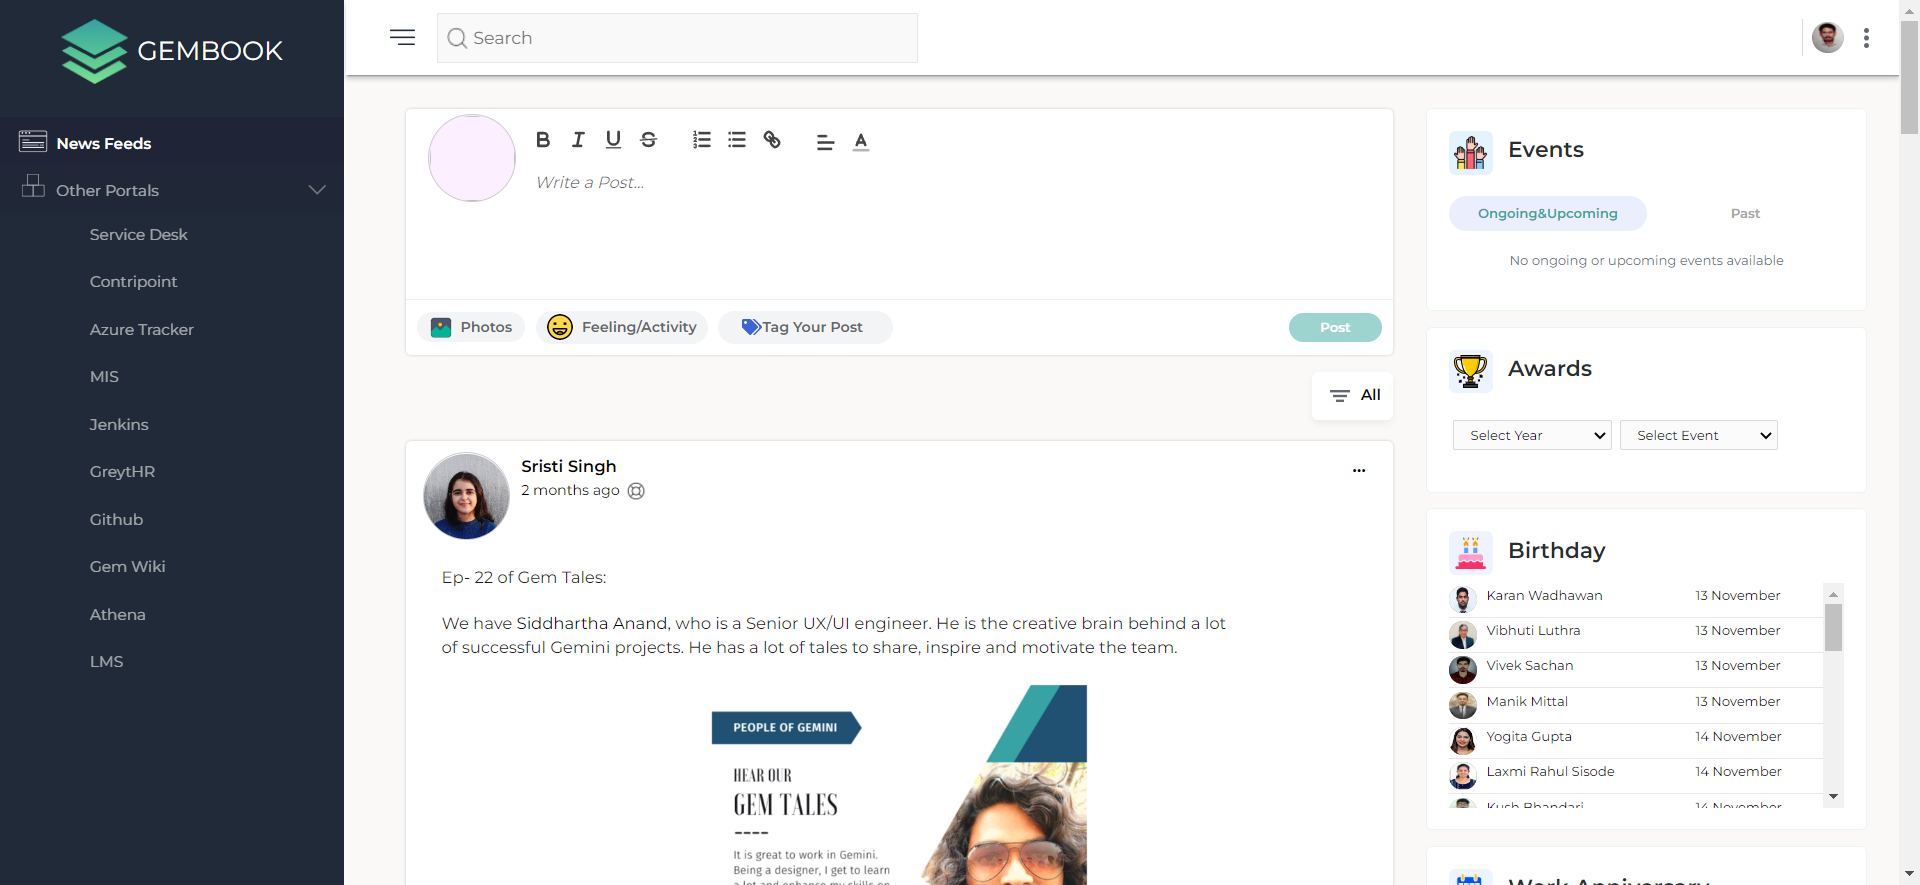 GEMBOOK
News Feeds
Other Portals
Service Desk
Contripoint
Azure Tracker
MIS
Jenkins
GreytHR
Github
Gem Wiki
Athena
LMS
Search
Write a Post...
Photos
Feeling/Activity
Tag Your Post
Post
All
Sristi Singh
2 months ago
Ep- 22 of Gem Tales:
We have Siddhartha Anand, who is a Senior UX/UI engineer. He is the creative brain behind a lot
of successful Gemini projects. He has a lot of tales to share, inspire and motivate the team.
PEOPLE OF GEMINI
HEAR OUR
GEM TALES
It is great to work in Gemini.
Being a designer, I get to learn
a lot and enhance my skills on
Events
Ongoing&Upcoming Past
No ongoing or upcoming events available
Awards
Select Year Select Event
Birthday
Karan Wadhawan 13 November
Vibhuti Luthra 13 November
Vivek Sachan 13 November
Manik Mittal 13 November
Yogita Gupta 14 November
Laxmi Rahul Sisode 14 November
Kush Bhandari 14 November
Work Anniversary